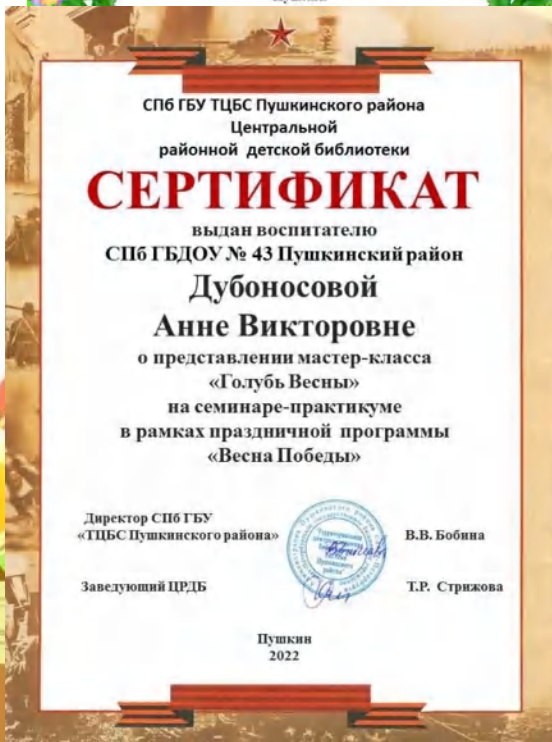 СПб ГБУ ТЦБС Пушкинского района
Центральной
районной детской библиотеки
СЕРТИФИКАТ
выдан воспитателю
СПб ГБДОУ № 43 Пушкинский район
Дубоносовой
Анне Викторовне
о представлении мастер-класса
«Голубь Весны»
на семинаре-практикуме
в рамках праздничной программы
«Весна Победы»
Директор СПб ГБУ
«ТЦБС Пушкинского района»
В.В. Бобина
Заведующий ЦРДБ
Т.Р. Стрижова
Пушкин
2022